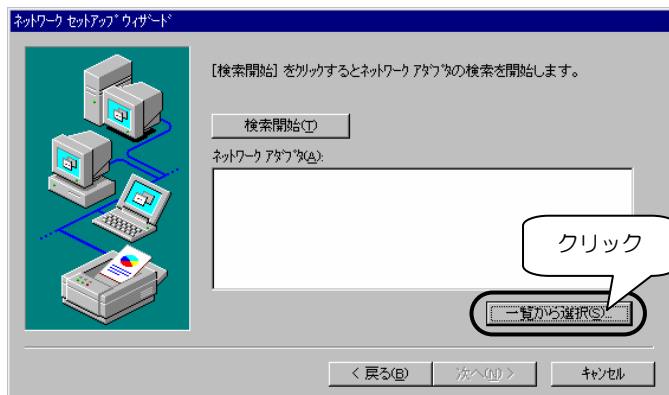 ネットワーク セットアップ ウィザード
[検索開始] をクリックするとネットワーク アダプタの検索を開始します。
検索開始(T)
ネットワーク アダプタ(A):
クリック
一覧から選択(S)...
< 戻る(B)
次へ(N) >
キャンセル